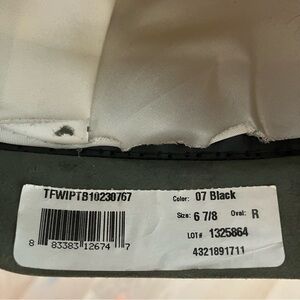 TFWIPTB10230767
Color: 07 Black
Size: 6 7/8 Oval: R
LOT# 1325864
8 83383 12674 7
4321891711